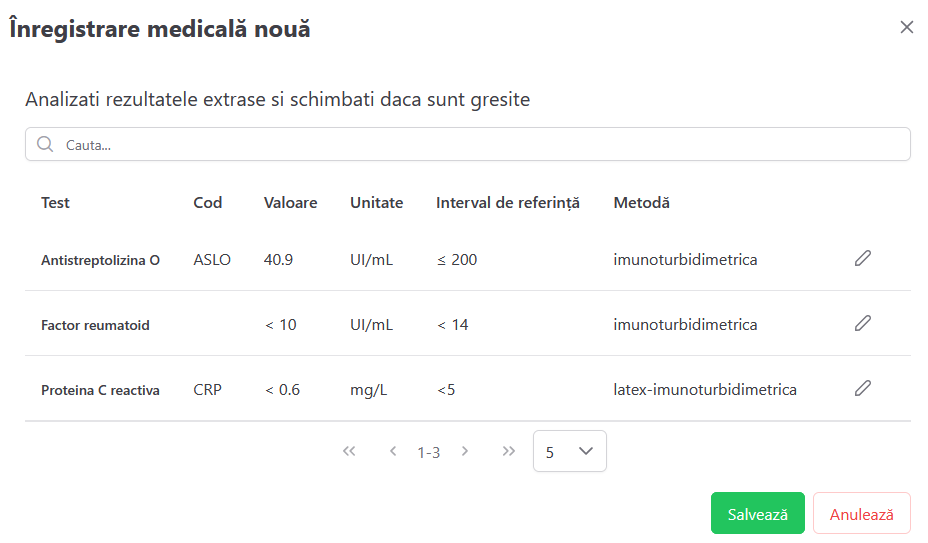 Înregistrare medicală nouă
Analizati rezultatele extrase si schimbati daca sunt gresite
Cauta...
Test Cod Valoare Unitate Interval de referință Metodă
Antistreptolizina O ASLO 40.9 UI/mL ≤ 200 imunoturbidimetrica
Factor reumatoid < 10 UI/mL < 14 imunoturbidimetrica
Proteina C reactiva CRP < 0.6 mg/L <5 latex-imunoturbidimetrica
1-3 5
Salvează Anulează